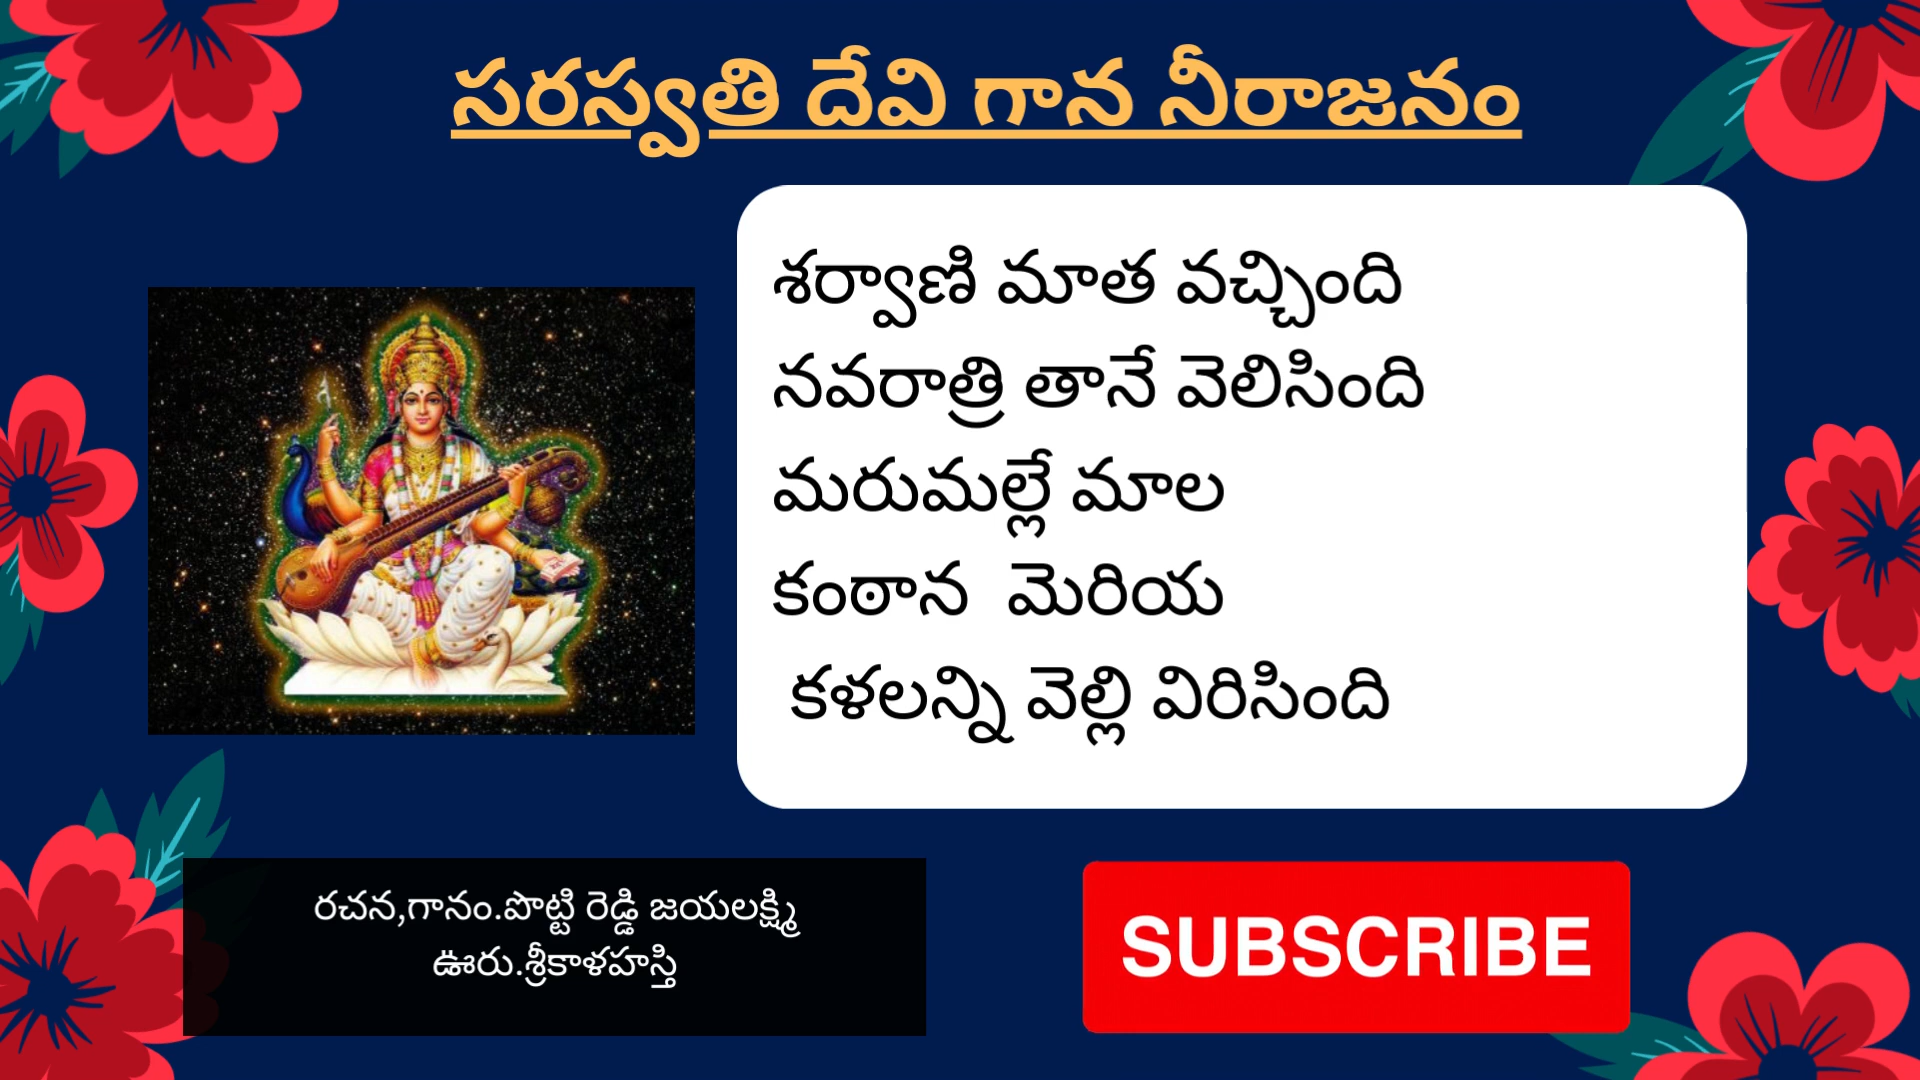 సరస్వతి దేవి గాన నీరాజనం
శర్వాణి మాత వచ్చింది
నవరాత్రి తానే వెలిసింది
మరుమల్లే మాల
కంఠాన మెరియ
కళలన్ని వెల్లి విరిసింది
రచన,గానం.పొట్టి రెడ్డి జయలక్ష్మి
ఊరు.శ్రీకాళహస్తి
SUBSCRIBE